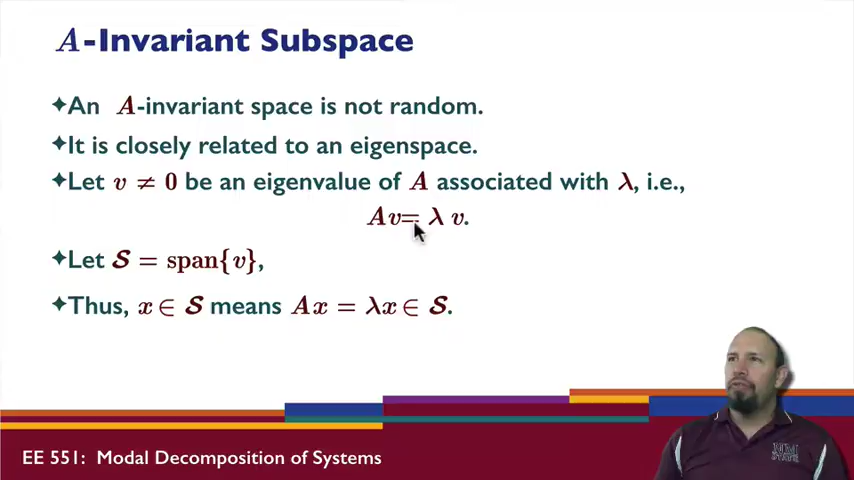 A-Invariant Subspace
✦An A-invariant space is not random.
✦It is closely related to an eigenspace.
✦Let v ≠ 0 be an eigenvalue of A associated with λ, i.e.,
Av= λ v.
✦Let 𝓢 = span{v},
✦Thus, x ∈ 𝓢 means Ax = λx ∈ 𝓢.
EE 551: Modal Decomposition of Systems